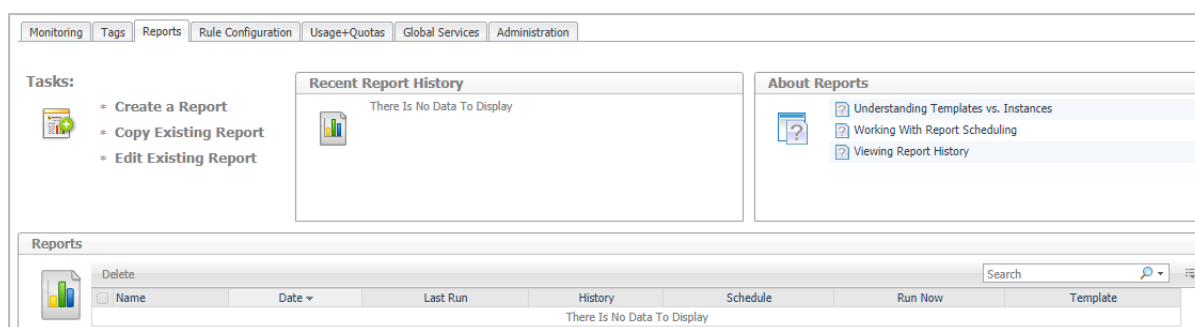 Monitoring Tags Reports Rule Configuration Usage+Quotas Global Services Administration
Tasks:
* Create a Report
* Copy Existing Report
* Edit Existing Report
Recent Report History
There Is No Data To Display
About Reports
Understanding Templates vs. Instances
Working With Report Scheduling
Viewing Report History
Reports
Delete Search
Name Date Last Run History Schedule Run Now Template
There Is No Data To Display